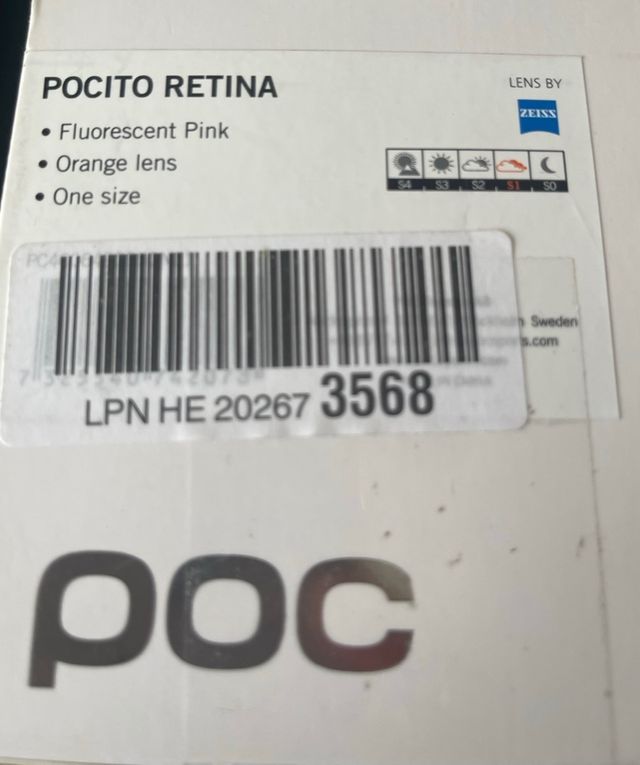 POCITO RETINA
LENS BY
ZEISS
• Fluorescent Pink
• Orange lens
• One size
S4 S3 S2 S1 S0
Sweden
s.com
LPN HE 20267 3568
poc